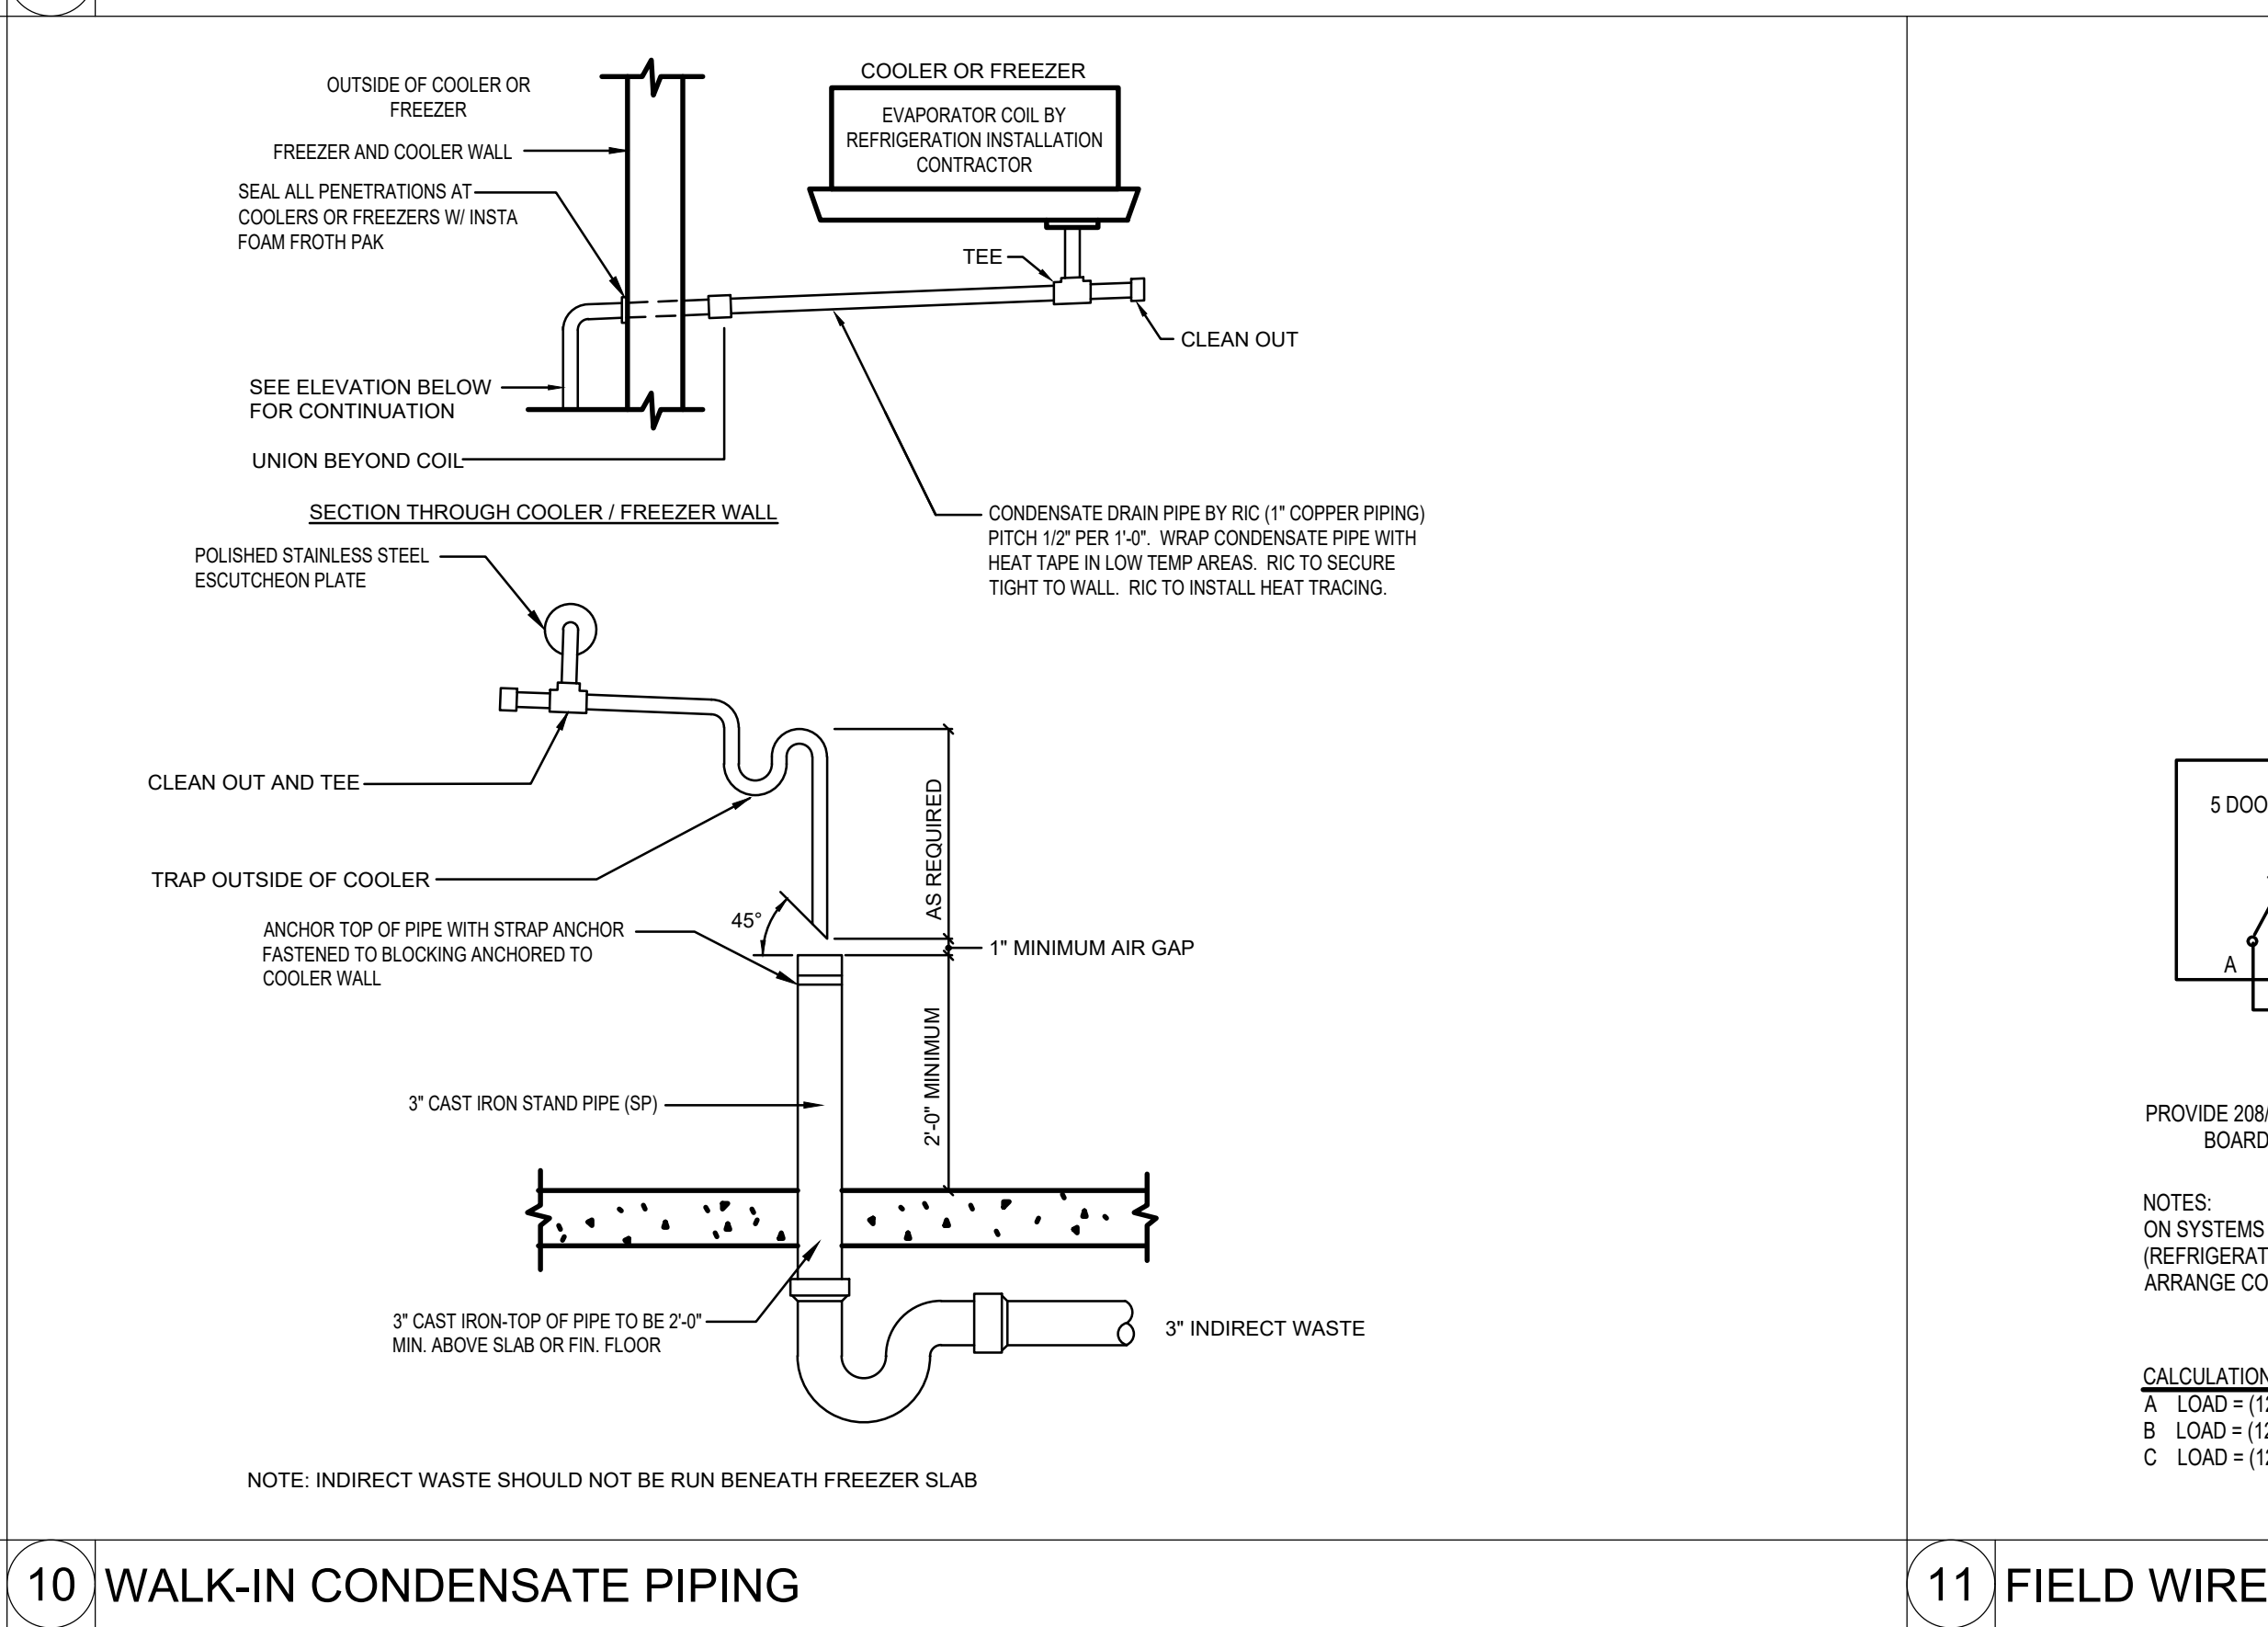 OUTSIDE OF COOLER OR
FREEZER
FREEZER AND COOLER WALL
SEAL ALL PENETRATIONS AT
COOLERS OR FREEZERS W/ INSTA
FOAM FROTH PAK
COOLER OR FREEZER
EVAPORATOR COIL BY
REFRIGERATION INSTALLATION
CONTRACTOR
TEE
CLEAN OUT
SEE ELEVATION BELOW
FOR CONTINUATION
UNION BEYOND COIL
SECTION THROUGH COOLER / FREEZER WALL
CONDENSATE DRAIN PIPE BY RIC (1" COPPER PIPING)
PITCH 1/2" PER 1'-0". WRAP CONDENSATE PIPE WITH
HEAT TAPE IN LOW TEMP AREAS. RIC TO SECURE
TIGHT TO WALL. RIC TO INSTALL HEAT TRACING.
POLISHED STAINLESS STEEL
ESCUTCHEON PLATE
CLEAN OUT AND TEE
TRAP OUTSIDE OF COOLER
AS REQUIRED
45°
ANCHOR TOP OF PIPE WITH STRAP ANCHOR
FASTENED TO BLOCKING ANCHORED TO
COOLER WALL
1" MINIMUM AIR GAP
2'-0" MINIMUM
3" CAST IRON STAND PIPE (SP)
3" CAST IRON-TOP OF PIPE TO BE 2'-0"
MIN. ABOVE SLAB OR FIN. FLOOR
3" INDIRECT WASTE
NOTE: INDIRECT WASTE SHOULD NOT BE RUN BENEATH FREEZER SLAB
10 WALK-IN CONDENSATE PIPING
5 DOO
A
PROVIDE 208/
BOARD
NOTES:
ON SYSTEMS
(REFRIGERAT
ARRANGE CO
CALCULATION
A LOAD = (12
B LOAD = (12
C LOAD = (12
11 FIELD WIRE